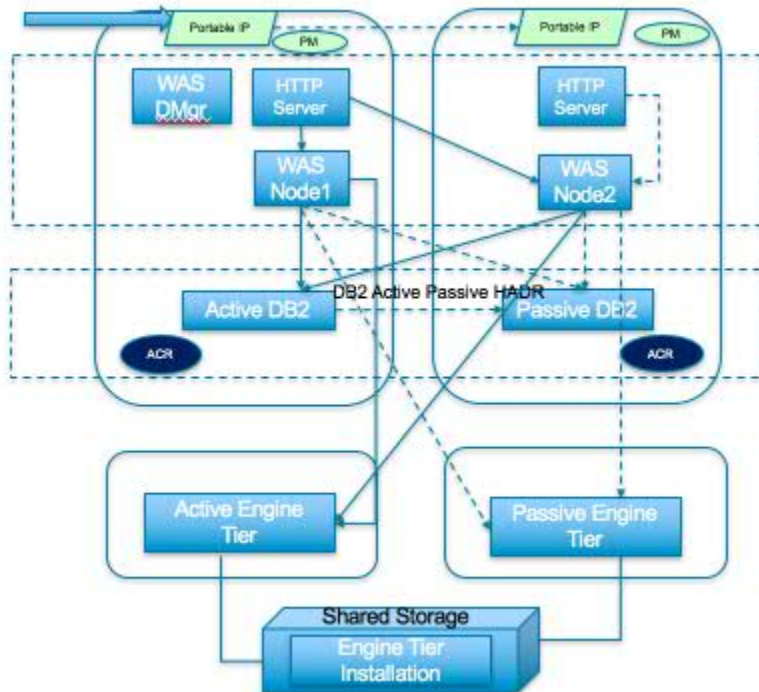 Portable IP
PM
Portable IP
PM
WAS
DMgr
HTTP
Server
HTTP
Server
WAS
Node1
WAS
Node2
DB2 Active Passive HADR
Active DB2
Passive DB2
ACR
ACR
Active Engine
Tier
Passive Engine
Tier
Shared Storage
Engine Tier
Installation